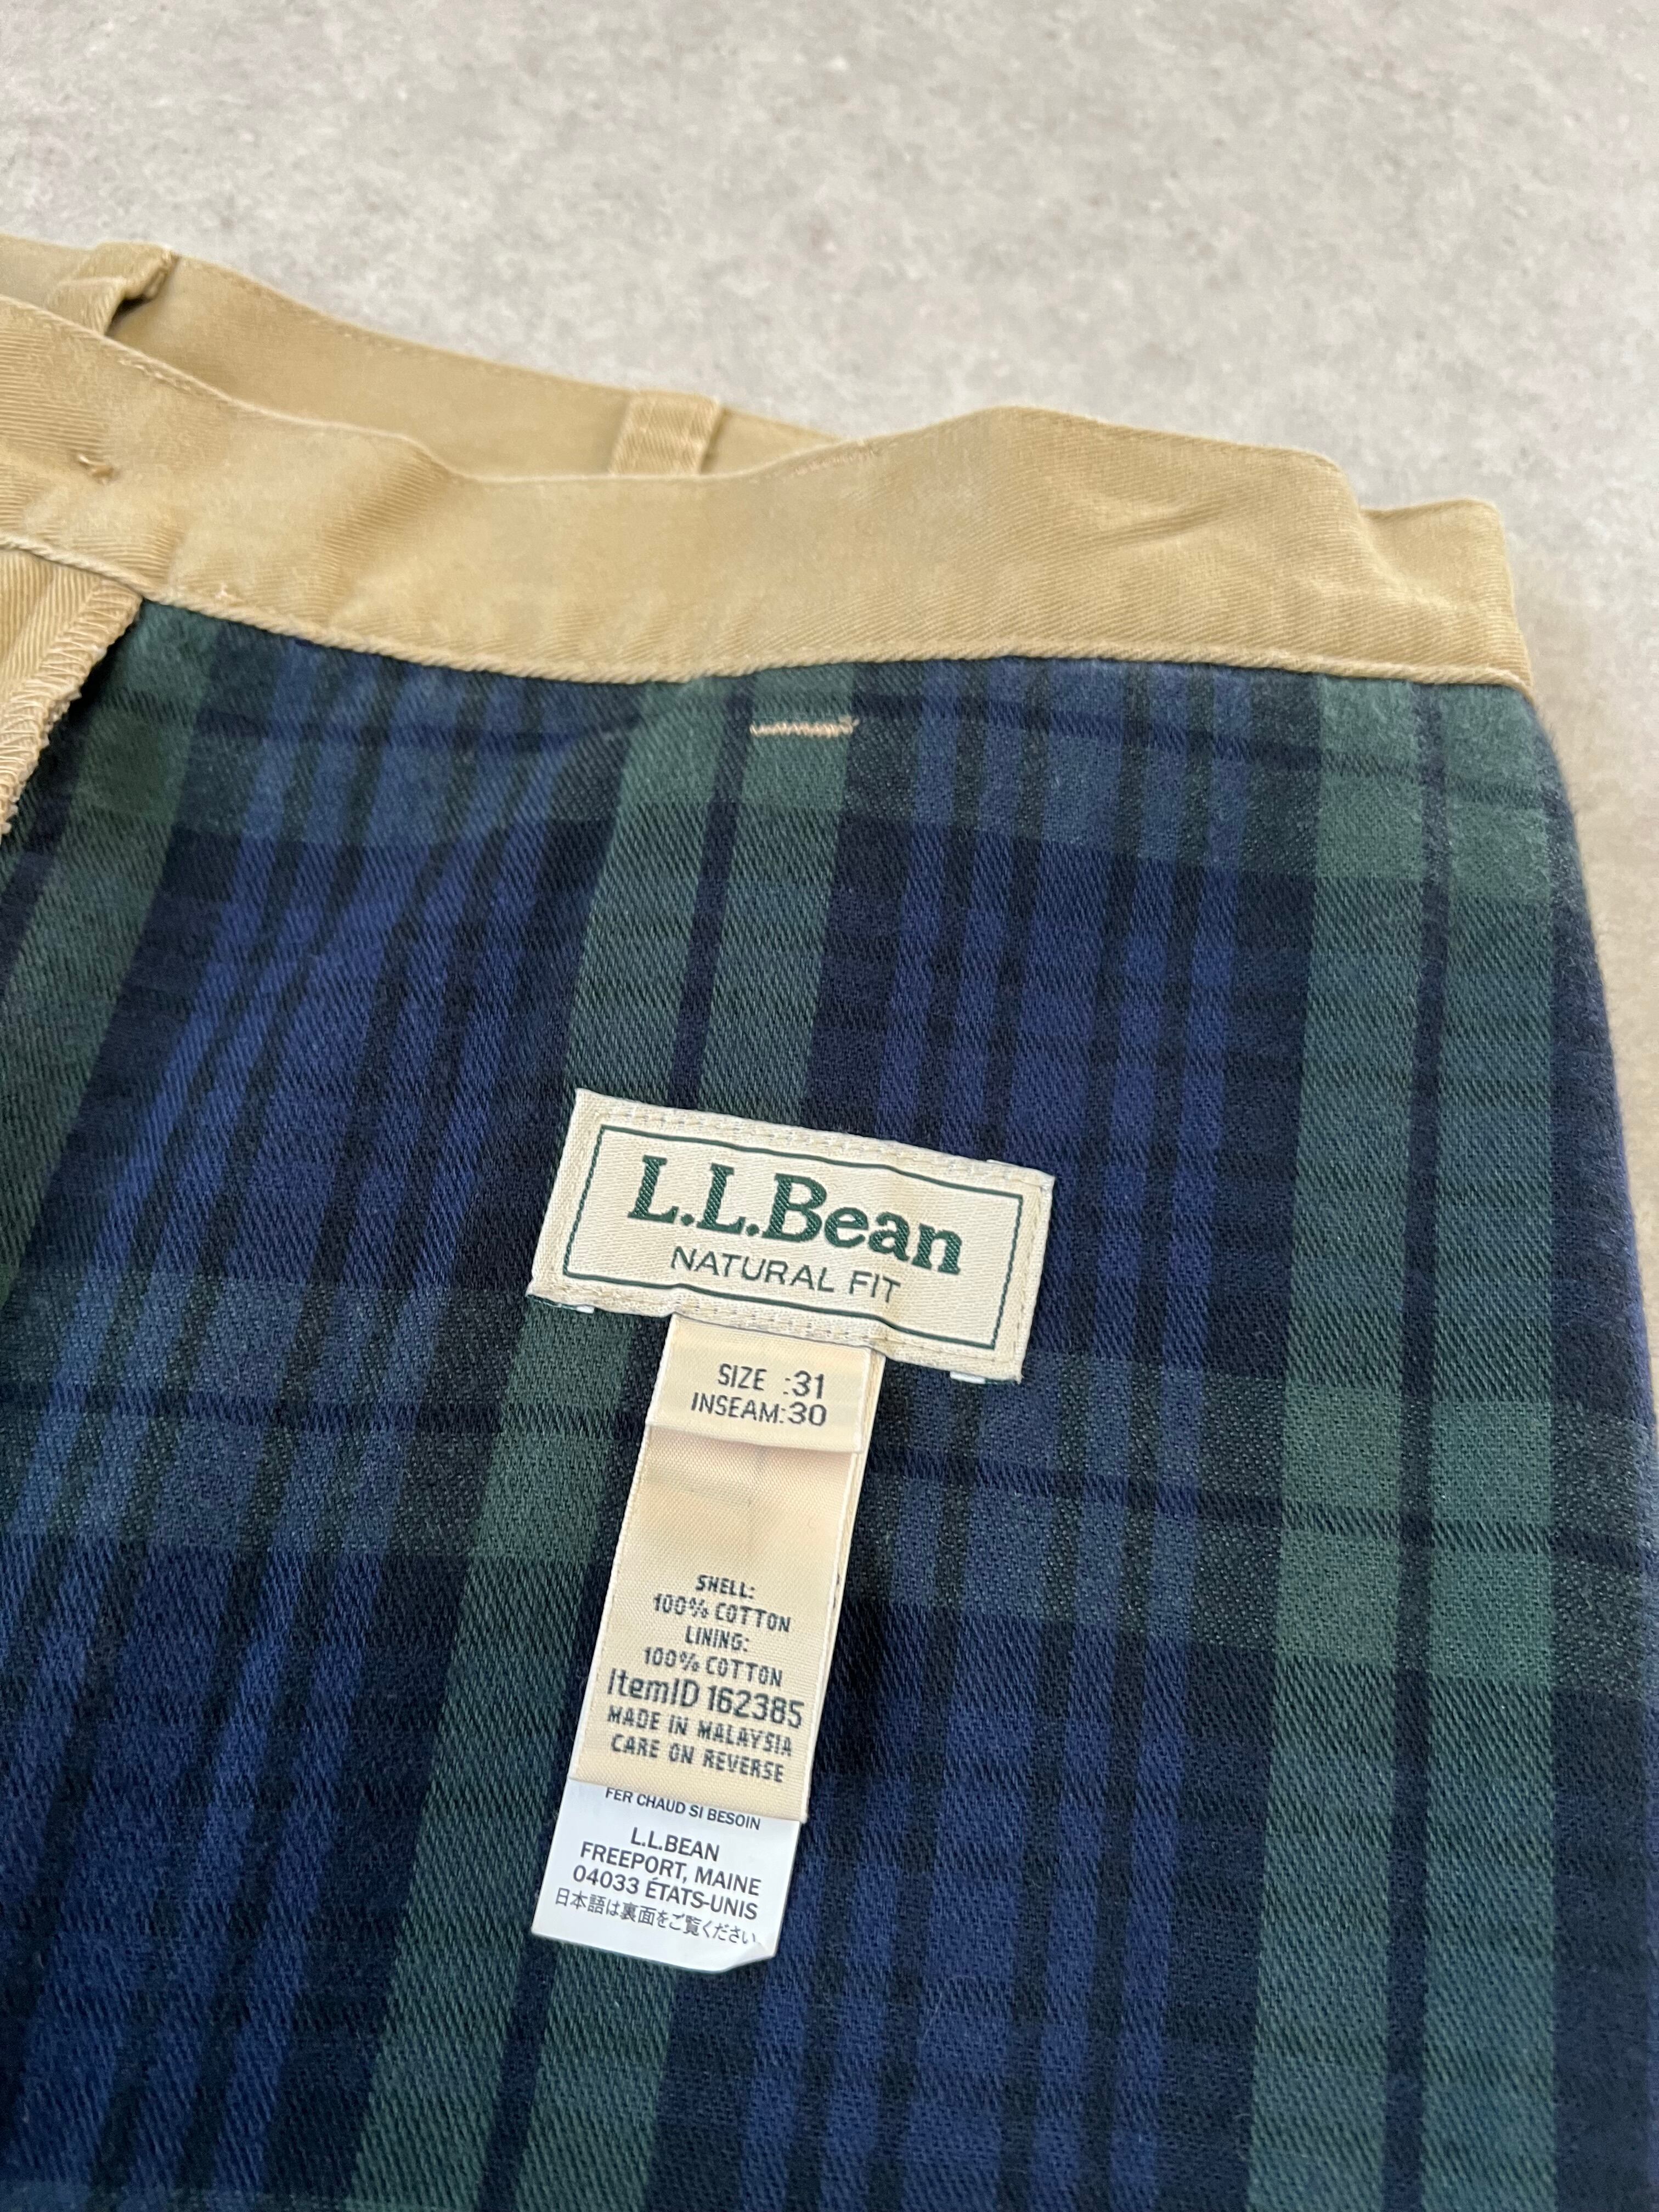 L.L.Bean
NATURAL FIT
SIZE :31
INSEAM:30
SHELL:
100% COTTON
LINING:
100% COTTON
ItemID 162385
MADE IN MALAYSIA
CARE ON REVERSE
FER CHAUD SI BESOIN
L.L.BEAN
FREEPORT, MAINE
04033 ÉTATS-UNIS
日本語は裏面をご覧ください